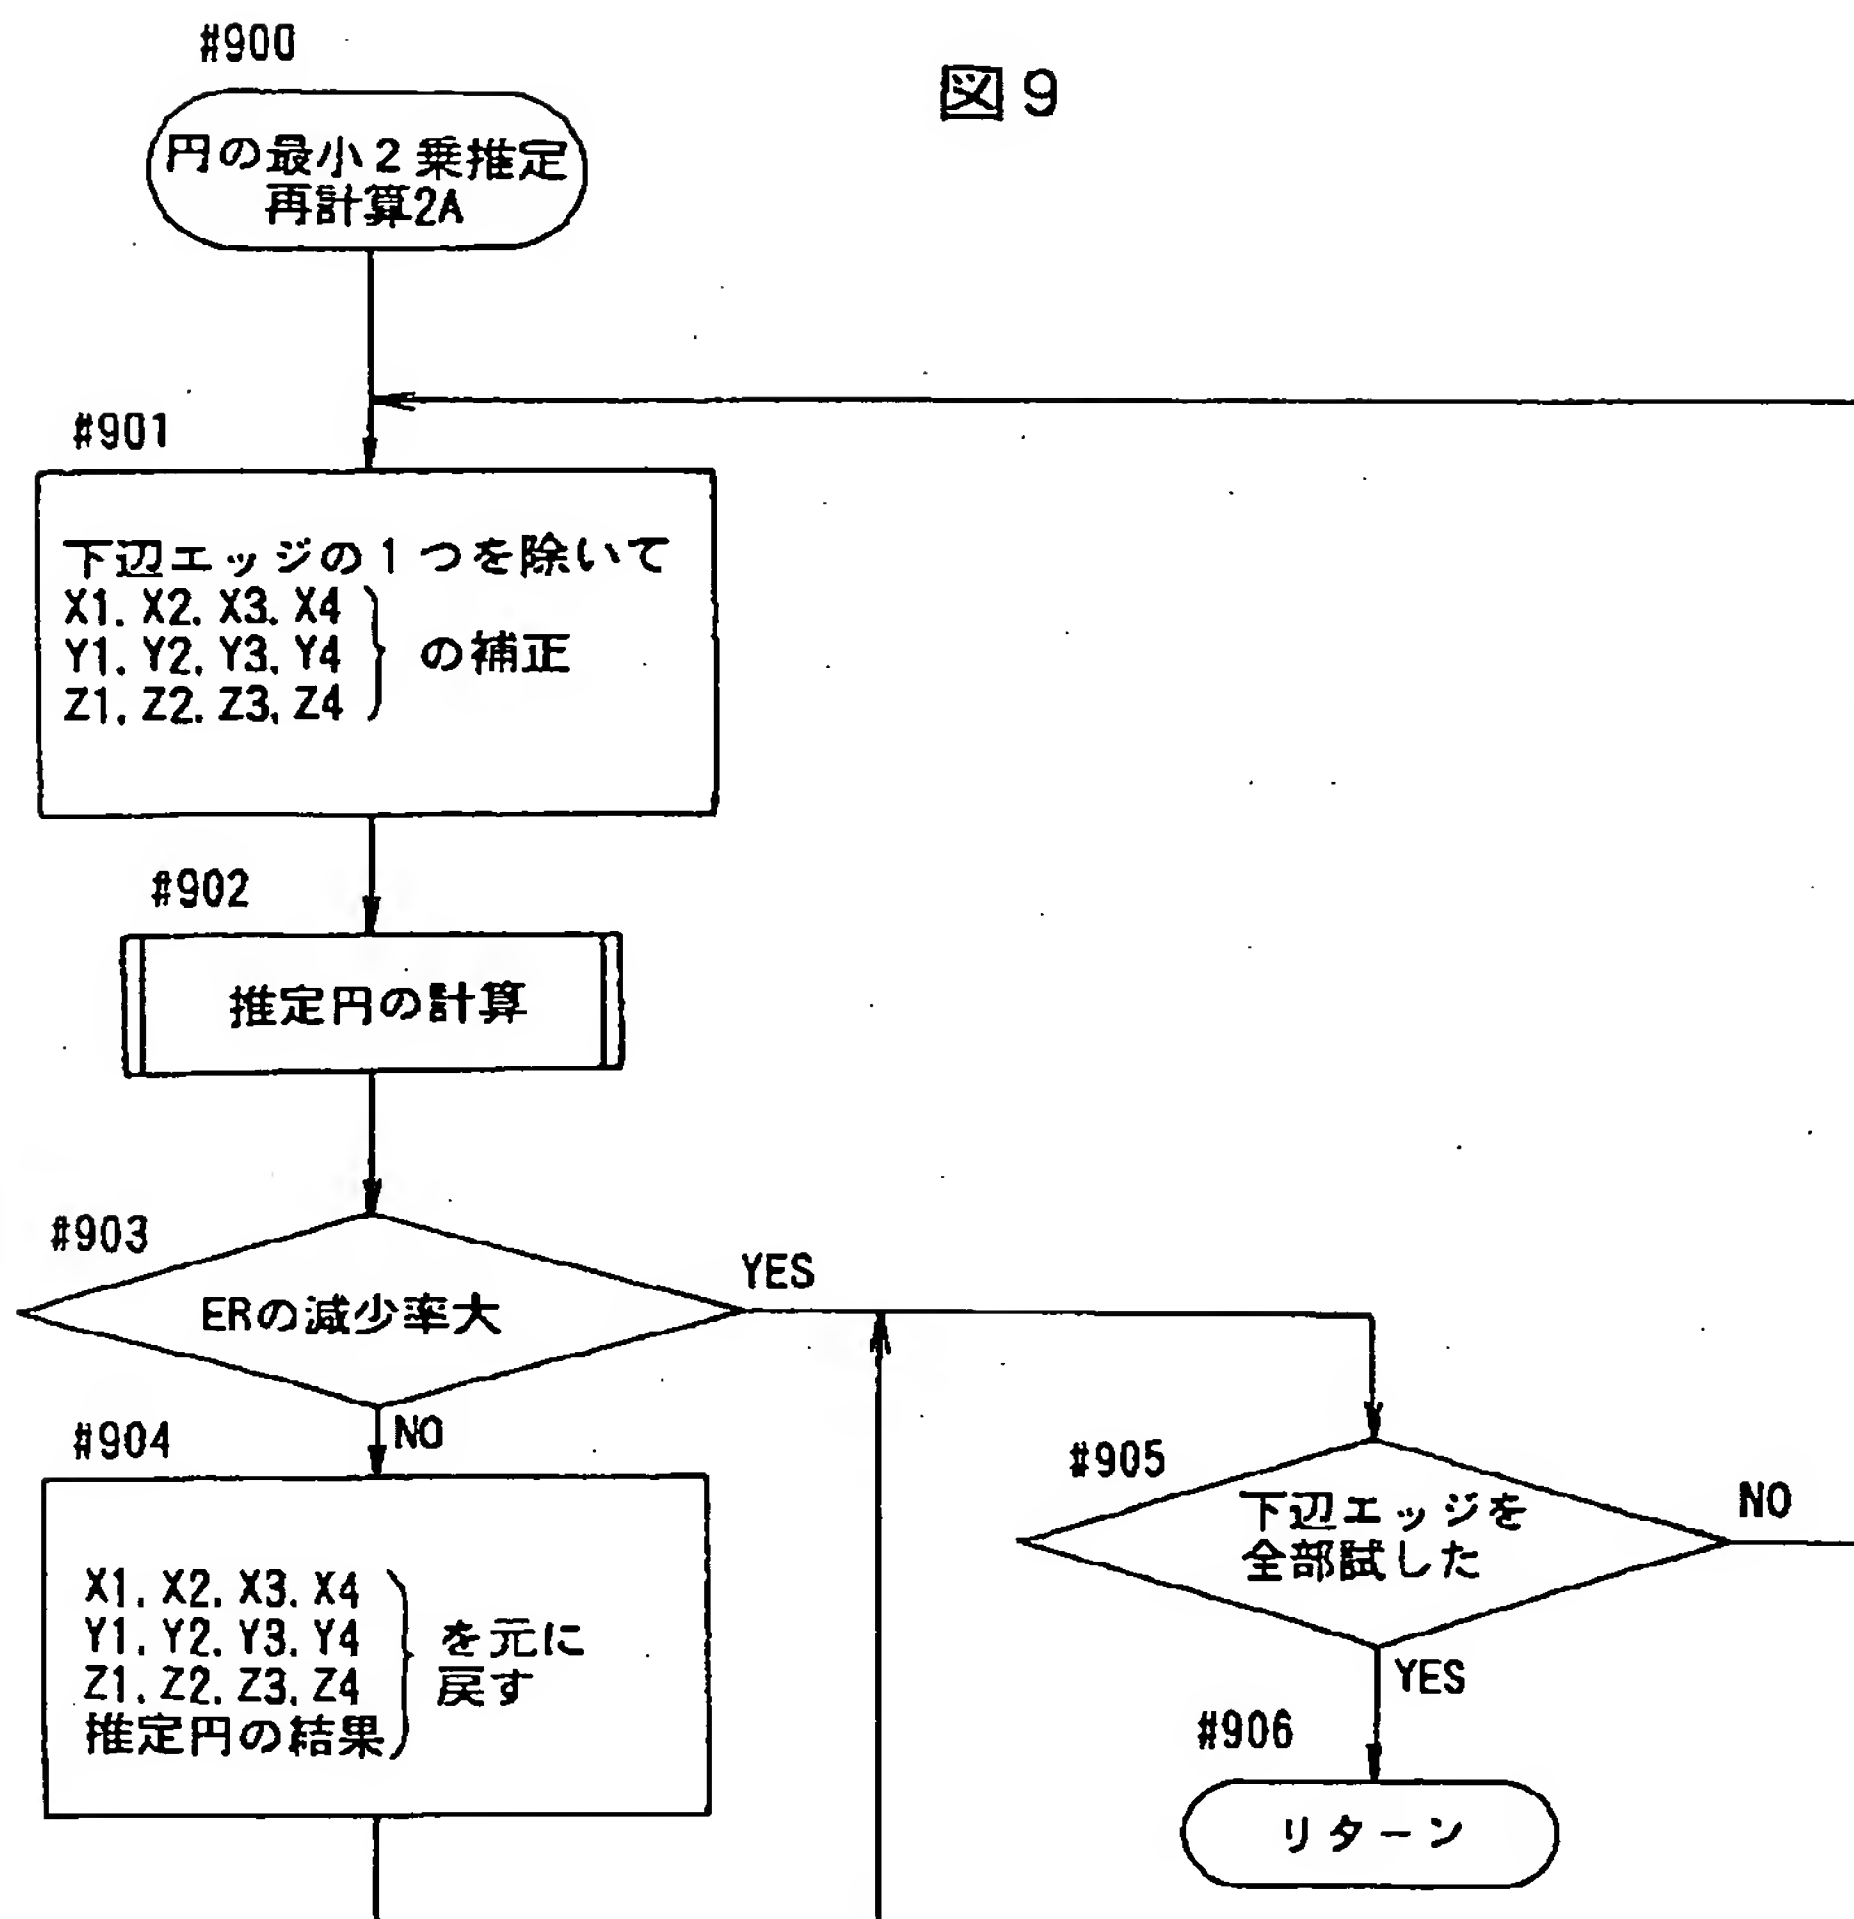 図9
#900
円の最小2乗推定
再計算2A
#901
下辺エッジの1つを除いて
X1, X2, X3, X4
Y1, Y2, Y3, Y4
Z1, Z2, Z3, Z4
の補正
#902
推定円の計算
#903
ERの減少率大
YES
NO
#904
X1, X2, X3, X4
Y1, Y2, Y3, Y4
Z1, Z2, Z3, Z4
推定円の結果
を元に
戻す
#905
下辺エッジを
全部試した
NO
YES
#906
リターン